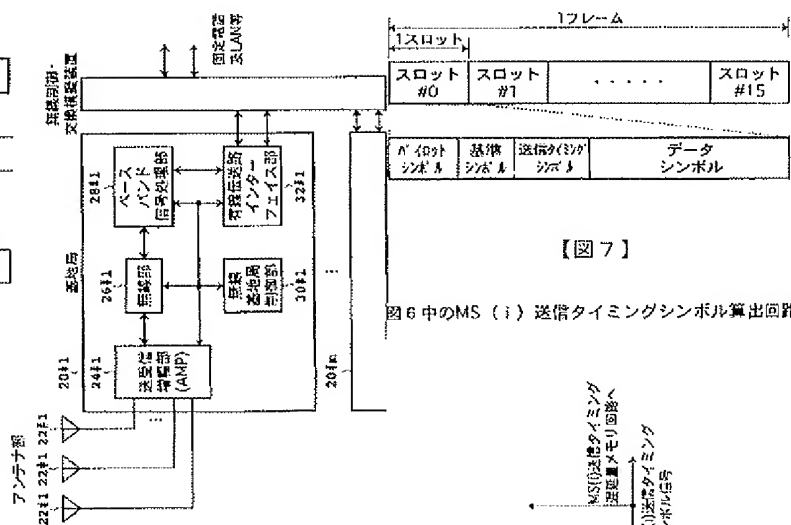 固定電話
及LAN等
無線制御・
交換模擬装置
基地局
ベース
バンド
信号処理部
28#1
有線伝送路
インター
フェイス部
32#1
無線部
26#1
無線
基地局
制御部
30#1
送受信
増幅部
(AMP)
24#1
20#1
20#m
アンテナ部
22#1
22#1
22#1
1フレーム
1スロット
スロット
#0
スロット
#1
・・・・・
スロット
#15
パイロット
シンボル
基準
シンボル
送信タイミング
シンボル
データ
シンボル
【図7】
図6中のMS(i)送信タイミングシンボル算出回路
MS(i)送信タイミング
遅延量メモリ回路へ
(i)送信タイミング
ボル信号